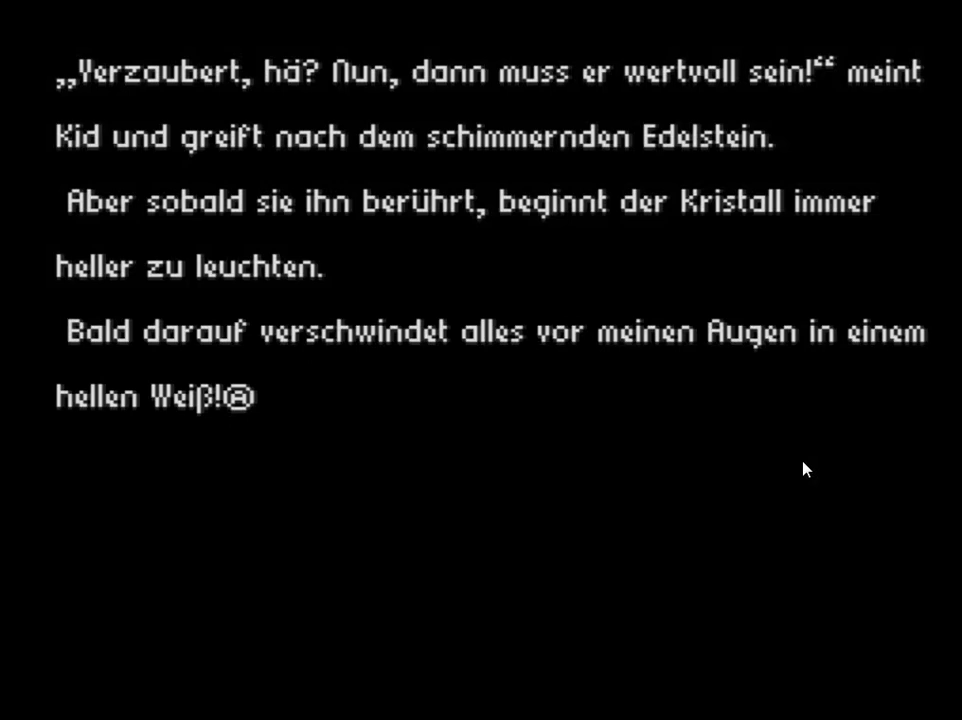 „Verzaubert, hä? Nun, dann muss er wertvoll sein!“ meint
Kid und greift nach dem schimmernden Edelstein.
Aber sobald sie ihn berührt, beginnt der Kristall immer
heller zu leuchten.
Bald darauf verschwindet alles vor meinen Augen in einem
hellen Weiß!